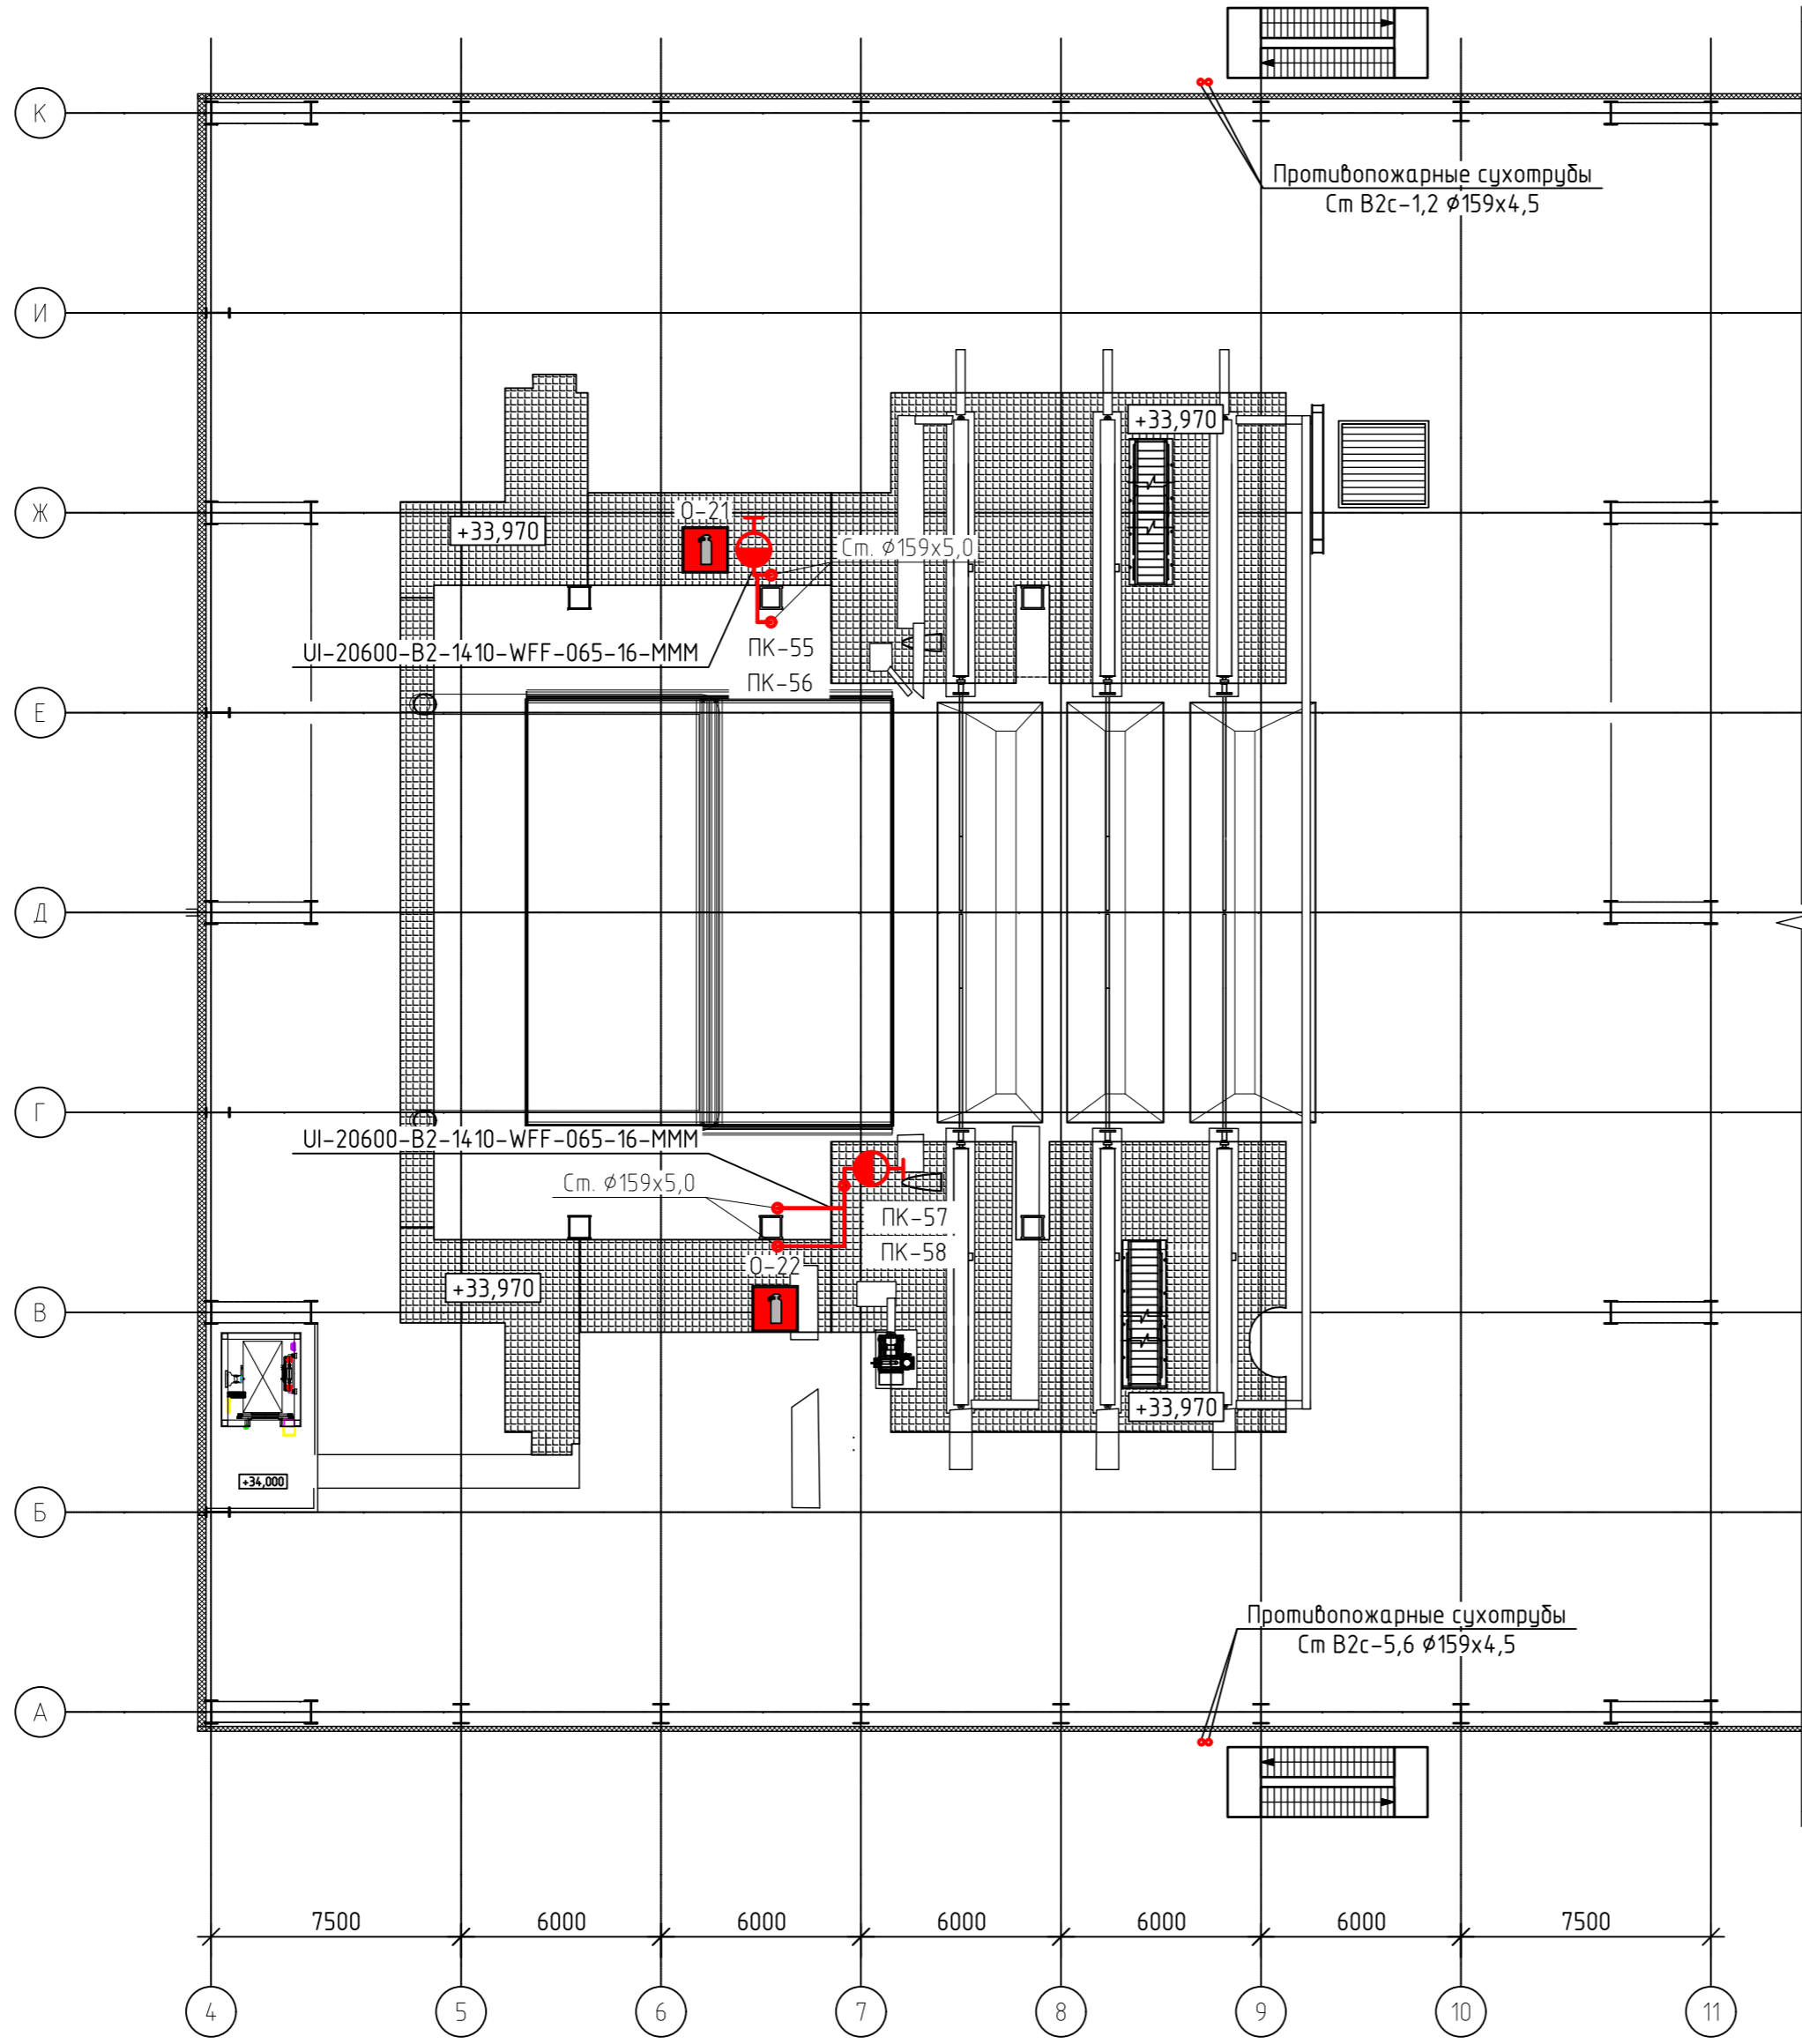 К
Противопожарные сухотрубы
Ст В2с-1,2 ⌀159х4,5
И
+33,970
Ж
О-21
+33,970
Ст. ⌀159х5,0
UI-20600-B2-1410-WFF-065-16-MMM
ПК-55
ПК-56
Е
Д
Г
UI-20600-B2-1410-WFF-065-16-MMM
Ст. ⌀159х5,0
ПК-57
ПК-58
О-22
+33,970
В
+33,970
+34,000
Б
Противопожарные сухотрубы
Ст В2с-5,6 ⌀159х4,5
А
7500 6000 6000 6000 6000 6000 7500
4 5 6 7 8 9 10 11